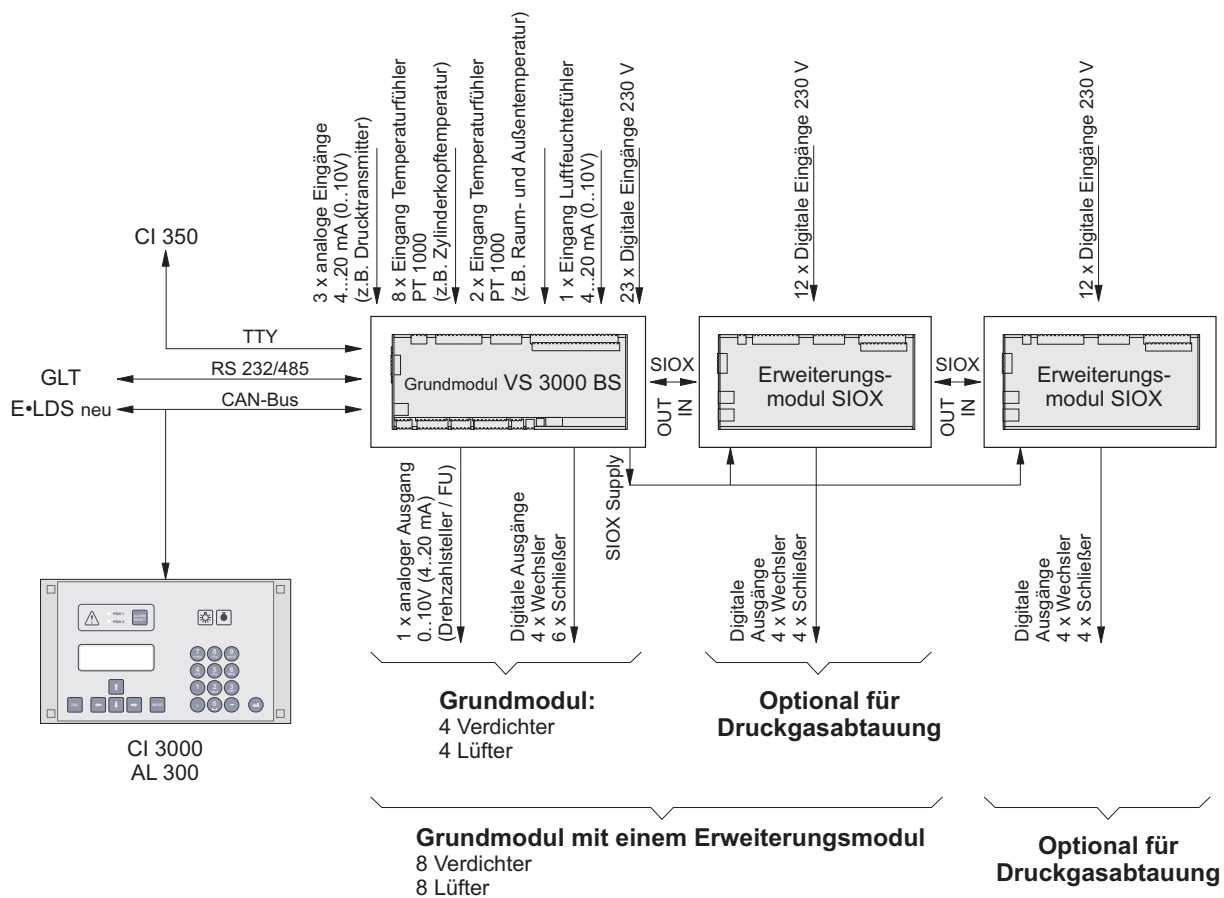 3 x analoge Eingänge
4...20 mA (0..10V)
(z.B. Drucktransmitter)
8 x Eingang Temperaturfühler
PT 1000
(z.B. Zylinderkopftemperatur)
2 x Eingang Temperaturfühler
PT 1000
(z.B. Raum- und Außentemperatur)
1 x Eingang Luftfeuchtefühler
4...20 mA (0..10V)
23 x Digitale Eingänge 230 V
12 x Digitale Eingänge 230 V
12 x Digitale Eingänge 230 V
CI 350
TTY
RS 232/485
GLT
CAN-Bus
E•LDS neu
Grundmodul VS 3000 BS
SIOX
OUT
IN
Erweiterungs-
modul SIOX
SIOX
OUT
IN
Erweiterungs-
modul SIOX
1 x analoger Ausgang
0..10V (4..20 mA)
(Drehzahlsteller / FU)
Digitale Ausgänge
4 x Wechsler
6 x Schließer
SIOX Supply
Digitale
Ausgänge
4 x Wechsler
4 x Schließer
Digitale
Ausgänge
4 x Wechsler
4 x Schließer
CI 3000
AL 300
Grundmodul:
4 Verdichter
4 Lüfter
Optional für
Druckgasabtauung
Grundmodul mit einem Erweiterungsmodul
8 Verdichter
8 Lüfter
Optional für
Druckgasabtauung